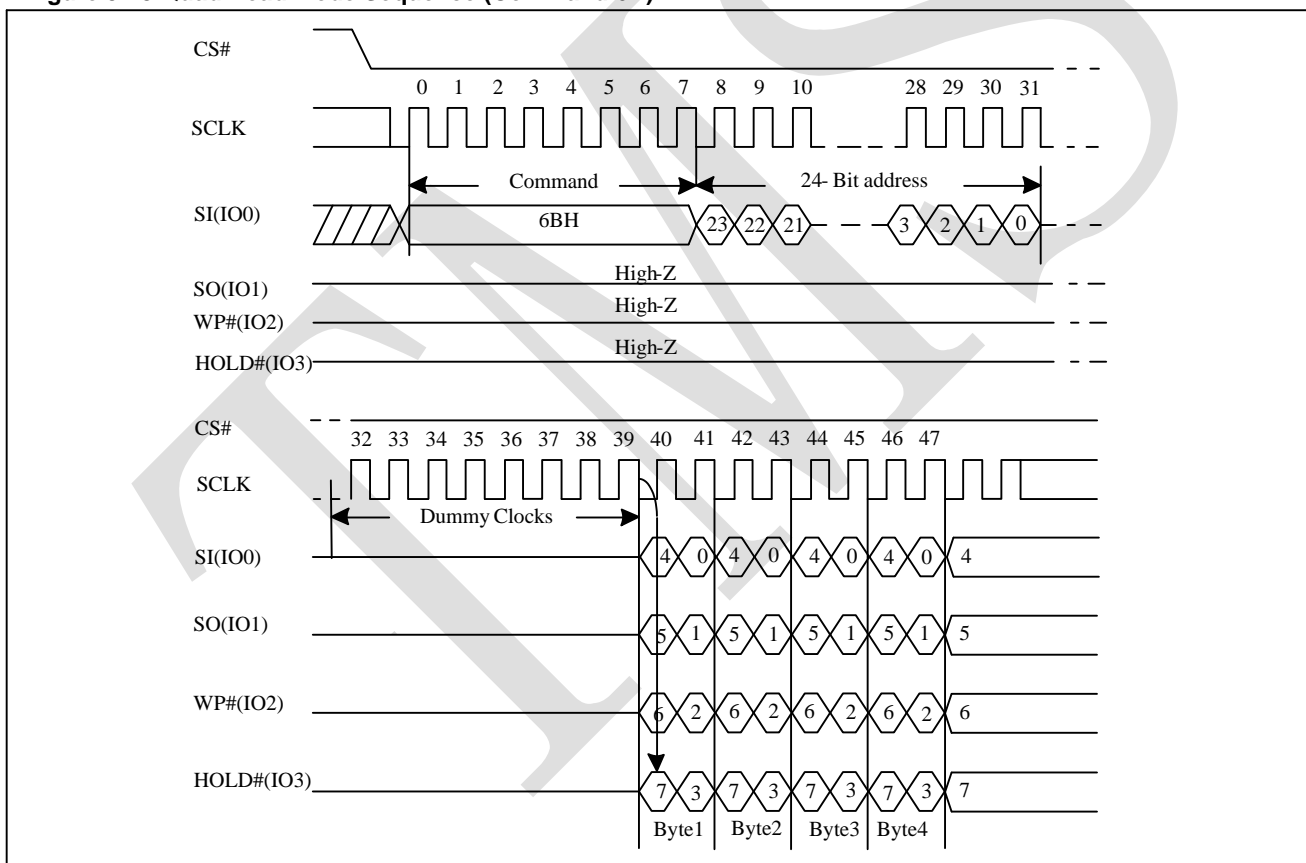 CS#
0 1 2 3 4 5 6 7 8 9 10 28 29 30 31
SCLK
Command 24- Bit address
SI(IO0) 6BH 23 22 21 3 2 1 0
High-Z
SO(IO1)
High-Z
WP#(IO2)
High-Z
HOLD#(IO3)
CS#
32 33 34 35 36 37 38 39 40 41 42 43 44 45 46 47
SCLK
Dummy Clocks
SI(IO0) 4 0 4 0 4 0 4 0 4
SO(IO1) 5 1 5 1 5 1 5 1 5
WP#(IO2) 6 2 6 2 6 2 6 2 6
HOLD#(IO3) 7 3 7 3 7 3 7 3 7
Byte1 Byte2 Byte3 Byte4